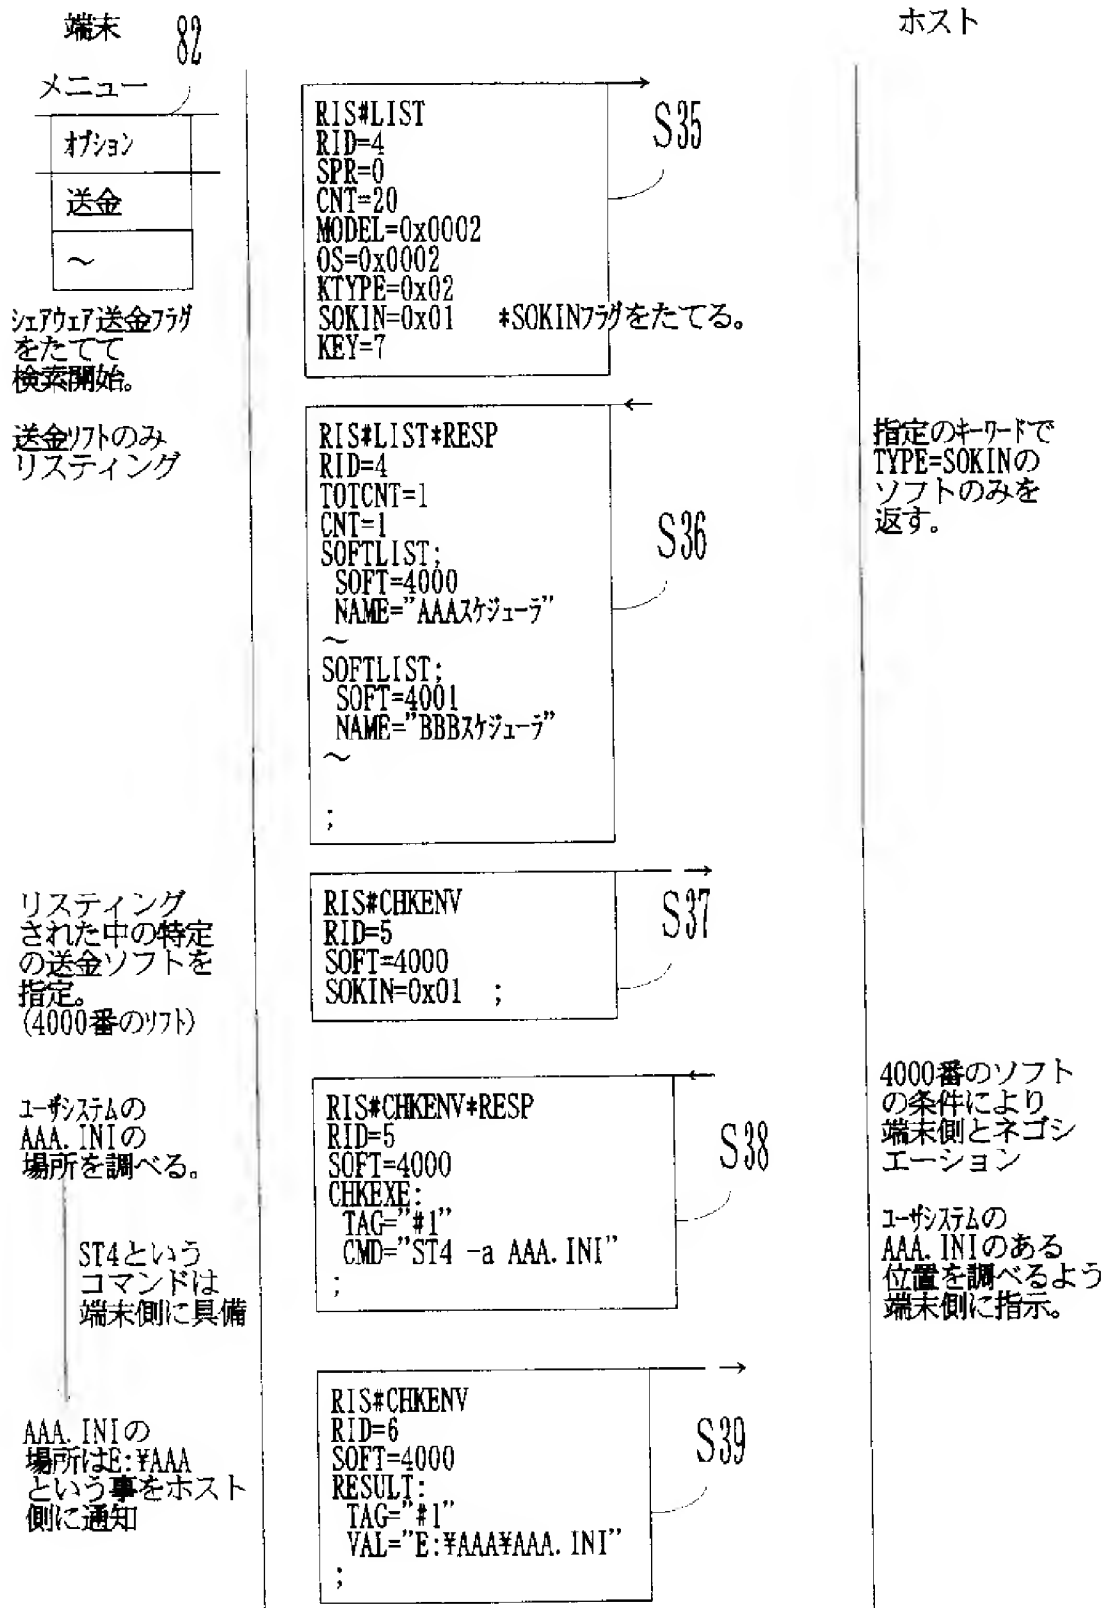 端末
82
ホスト
メニュー
オプション
送金
～
シェアウェア送金フラグ
をたてて
検索開始。
RIS#LIST
RID=4
SPR=0
CNT=20
MODEL=0x0002
OS=0x0002
KTYPE=0x02
SOKIN=0x01 *SOKINフラグをたてる。
KEY=7
S35
送金ソフトのみ
リスティング
RIS#LIST*RESP
RID=4
TOTCNT=1
CNT=1
SOFTLIST;
SOFT=4000
NAME="AAAスケジューラ"
～
SOFTLIST;
SOFT=4001
NAME="BBBスケジューラ"
～
;
S36
指定のキーワードで
TYPE=SOKINの
ソフトのみを
返す。
リスティング
された中の特定
の送金ソフトを
指定。
(4000番のソフト)
RIS#CHKENV
RID=5
SOFT=4000
SOKIN=0x01 ;
S37
ユーザシステムの
AAA.INIの
場所を調べる。
ST4という
コマンドは
端末側に具備
RIS#CHKENV*RESP
RID=5
SOFT=4000
CHKEXE:
TAG="#1"
CMD="ST4 -a AAA.INI"
;
S38
4000番のソフト
の条件により
端末側とネゴシ
エーション
ユーザシステムの
AAA.INIのある
位置を調べるよう
端末側に指示。
AAA.INIの
場所はE:¥AAA
という事をホスト
側に通知
RIS#CHKENV
RID=6
SOFT=4000
RESULT:
TAG="#1"
VAL="E:¥AAA¥AAA.INI"
;
S39